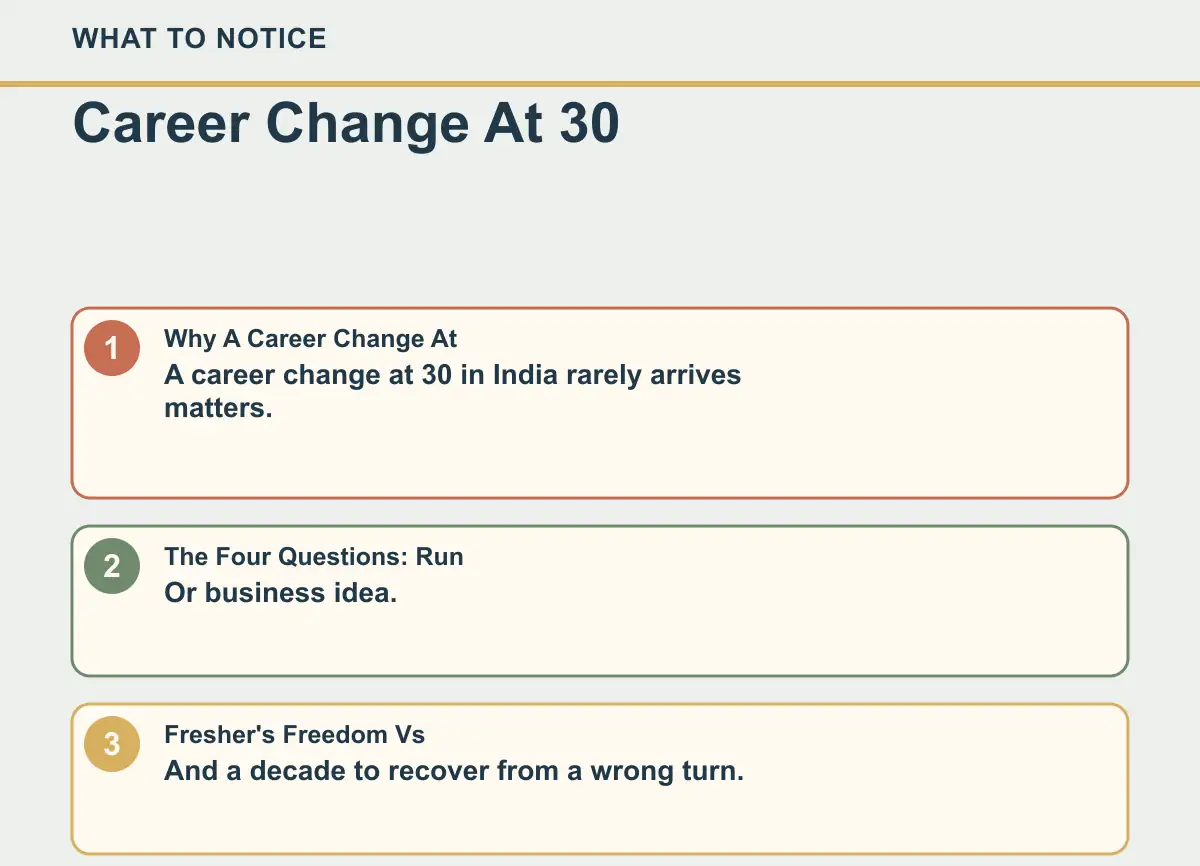 WHAT TO NOTICE
Career Change At 30
1
Why A Career Change At
A career change at 30 in India rarely arrives
matters.
2
The Four Questions: Run
Or business idea.
3
Fresher's Freedom Vs
And a decade to recover from a wrong turn.